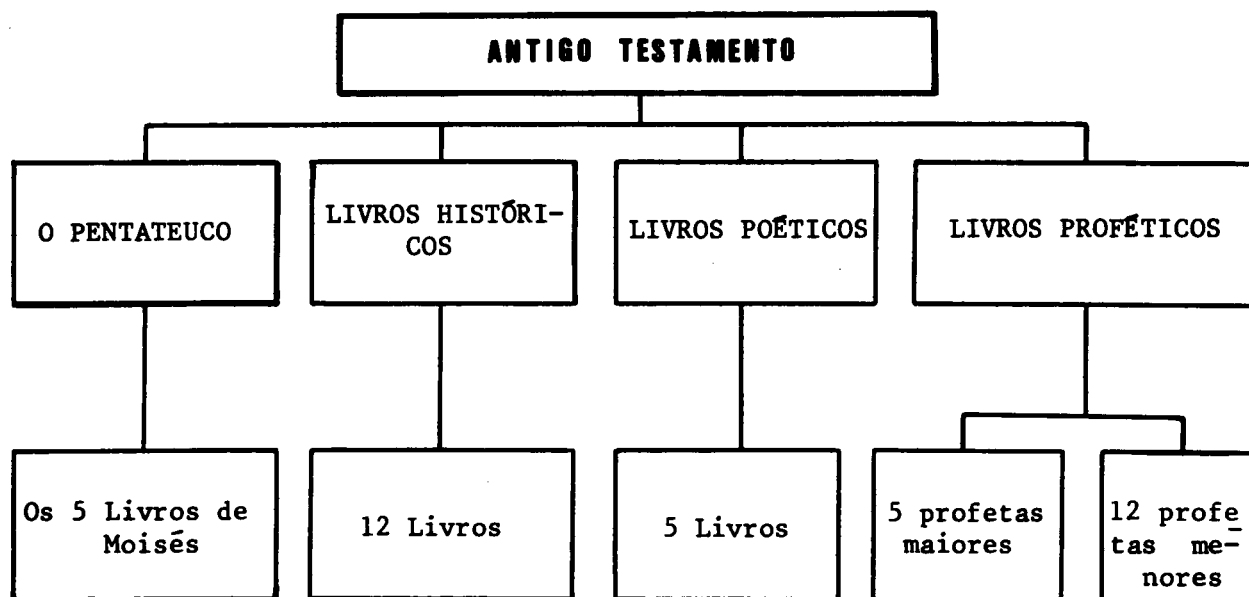 ANTIGO TESTAMENTO
O PENTATEUCO
LIVROS HISTÓRI-
COS
LIVROS POÉTICOS
LIVROS PROFÉTICOS
Os 5 Livros de
Moisés
12 Livros
5 Livros
5 profetas
maiores
12 profe
tas me-
nores